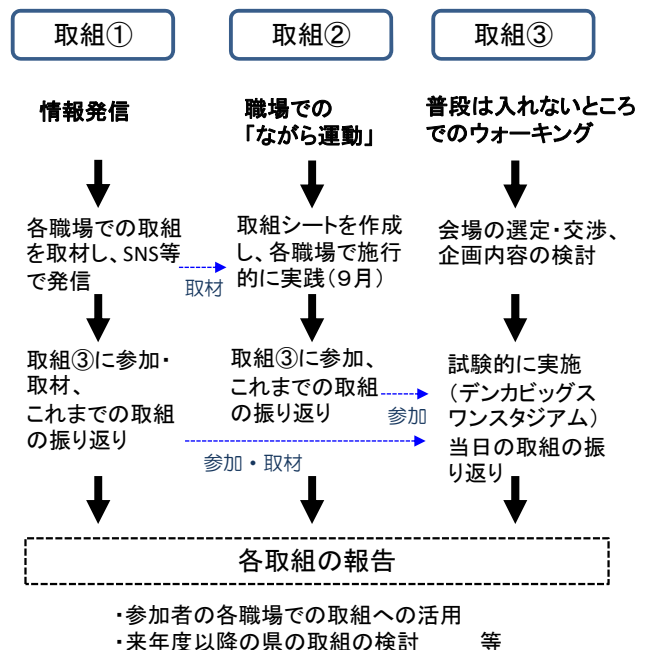 取組①
取組②
取組③
情報発信
職場での
「ながら運動」
普段は入れないところ
でのウォーキング
各職場での取組
を取材し、SNS等
で発信
取材
取組シートを作成
し、各職場で施行
的に実践（９月）
会場の選定・交渉、
企画内容の検討
取組③に参加・
取材、
これまでの取組
の振り返り
取組③に参加、
これまでの取組
の振り返り
参加
参加・取材
試験的に実施
（デンカビッグス
ワンスタジアム）
当日の取組の振
り返り
各取組の報告
・参加者の各職場での取組への活用
・来年度以降の県の取組の検討　　等